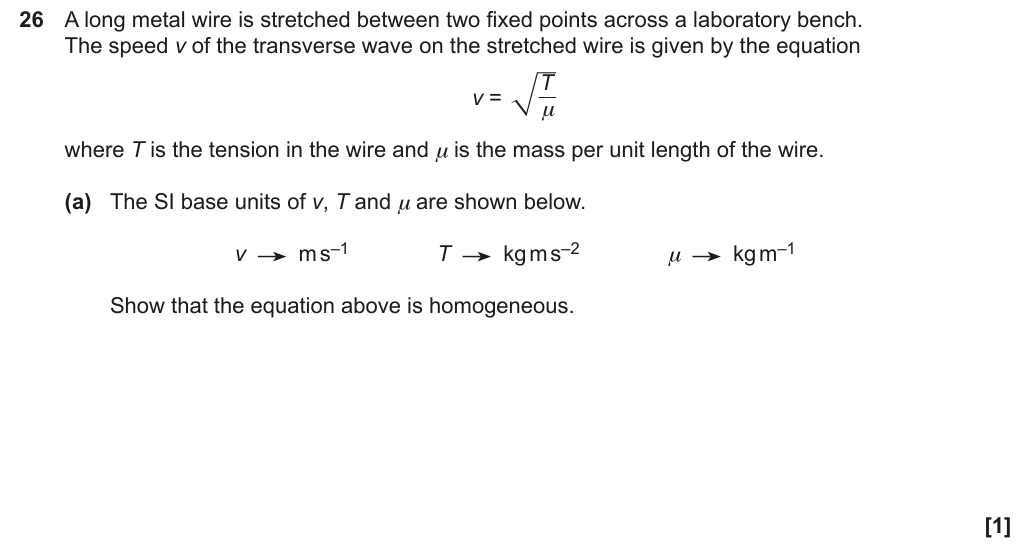 26 A long metal wire is stretched between two fixed points across a laboratory bench.
The speed v of the transverse wave on the stretched wire is given by the equation
v = √(T/μ)
where T is the tension in the wire and μ is the mass per unit length of the wire.
(a) The SI base units of v, T and μ are shown below.
v → m s⁻¹ T → kg m s⁻² μ → kg m⁻¹
Show that the equation above is homogeneous.
[1]